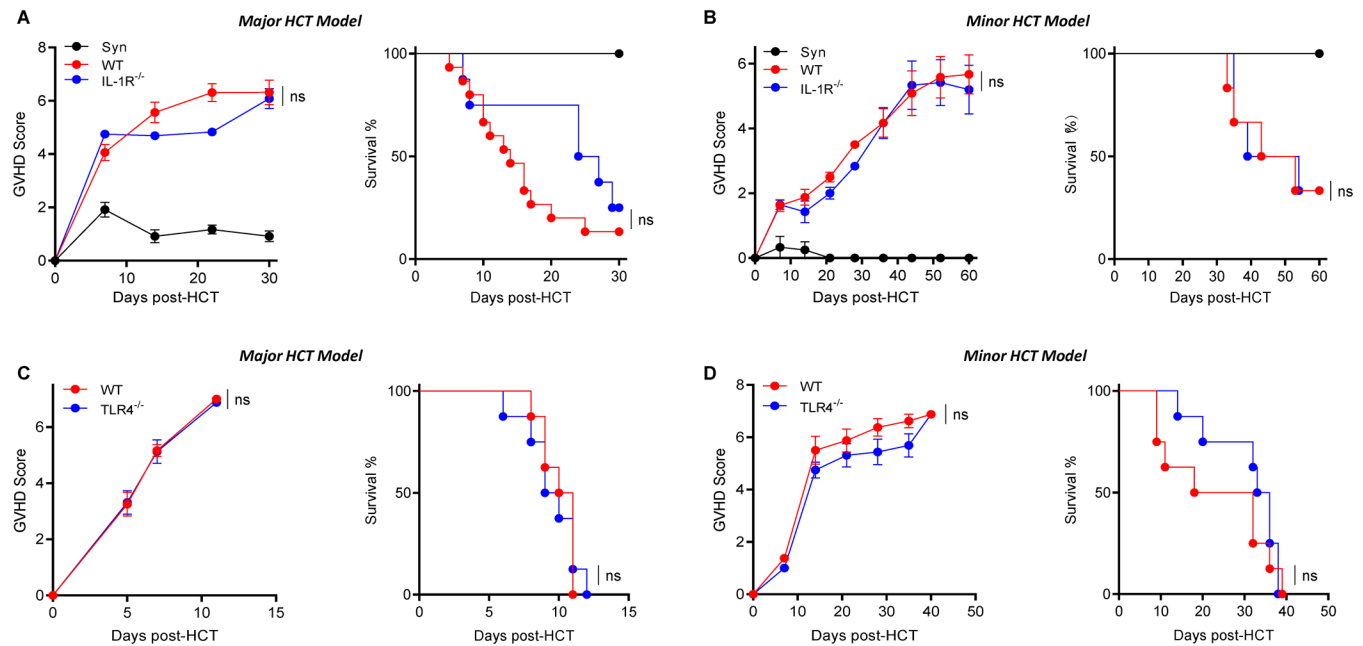 A
Major HCT Model
Syn
WT
IL-1R-/-
GVHD Score
8
6
4
2
0
ns
0
10
20
30
Days post-HCT
Survival %
100
50
0
ns
0
10
20
30
Days post-HCT
B
Minor HCT Model
Syn
WT
IL-1R-/-
GVHD Score
6
4
2
0
ns
0
10
20
30
40
50
60
Days post-HCT
Survival %)
100
50
0
ns
0
10
20
30
40
50
60
Days post-HCT
C
Major HCT Model
WT
TLR4-/-
GVHD Score
6
4
2
0
ns
0
5
10
15
Days post-HCT
Survival %
100
50
0
ns
0
5
10
15
Days post-HCT
D
Minor HCT Model
WT
TLR4-/-
GVHD Score
8
6
4
2
0
ns
0
10
20
30
40
50
Days post-HCT
Survival %
100
50
0
ns
0
10
20
30
40
50
Days post-HCT